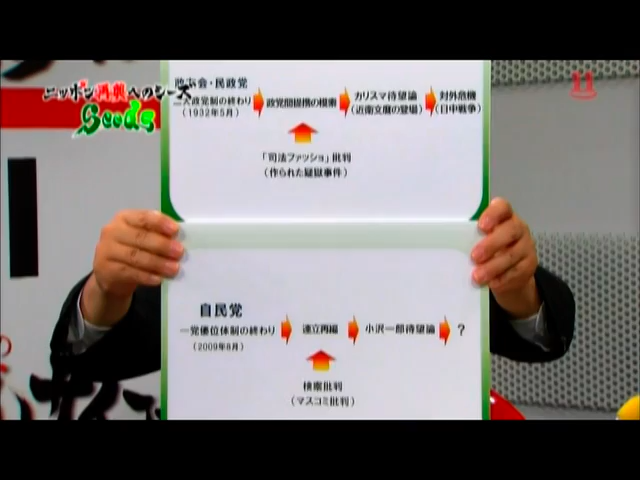 ニッポン再興へのシーズ
Seeds
11
政友会・民政党
二大政党制の終わり
(1932年5月)
政党間提携の模索
カリスマ待望論
(近衛文麿の登場)
対外危機
(日中戦争)
「司法ファッショ」批判
(作られた疑獄事件)
自民党
一党優位体制の終わり
(2009年8月)
連立再編
小沢一郎待望論
?
検察批判
(マスコミ批判)